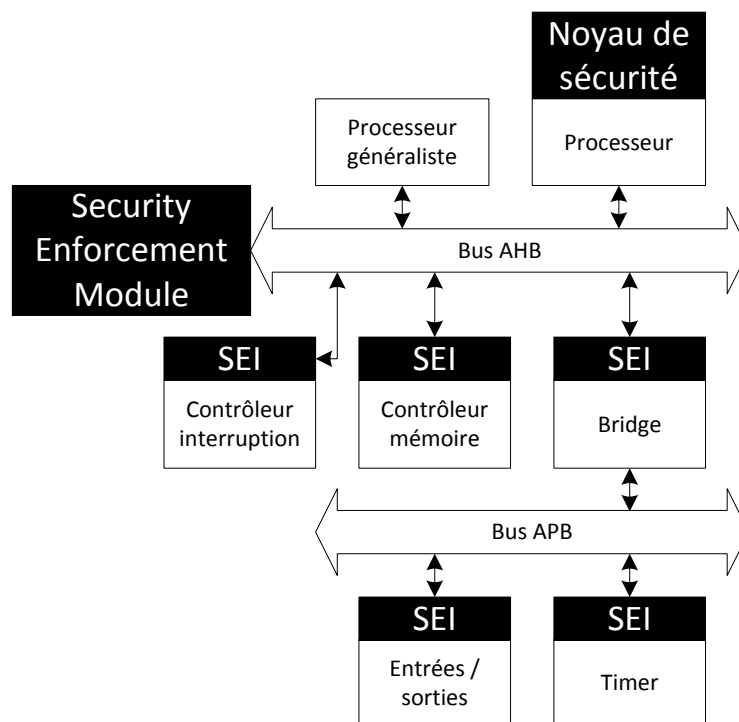 Noyau de
sécurité
Processeur
généraliste
Processeur
Security
Enforcement
Module
Bus AHB
SEI
SEI
SEI
Contrôleur
interruption
Contrôleur
mémoire
Bridge
Bus APB
SEI
SEI
Entrées /
sorties
Timer